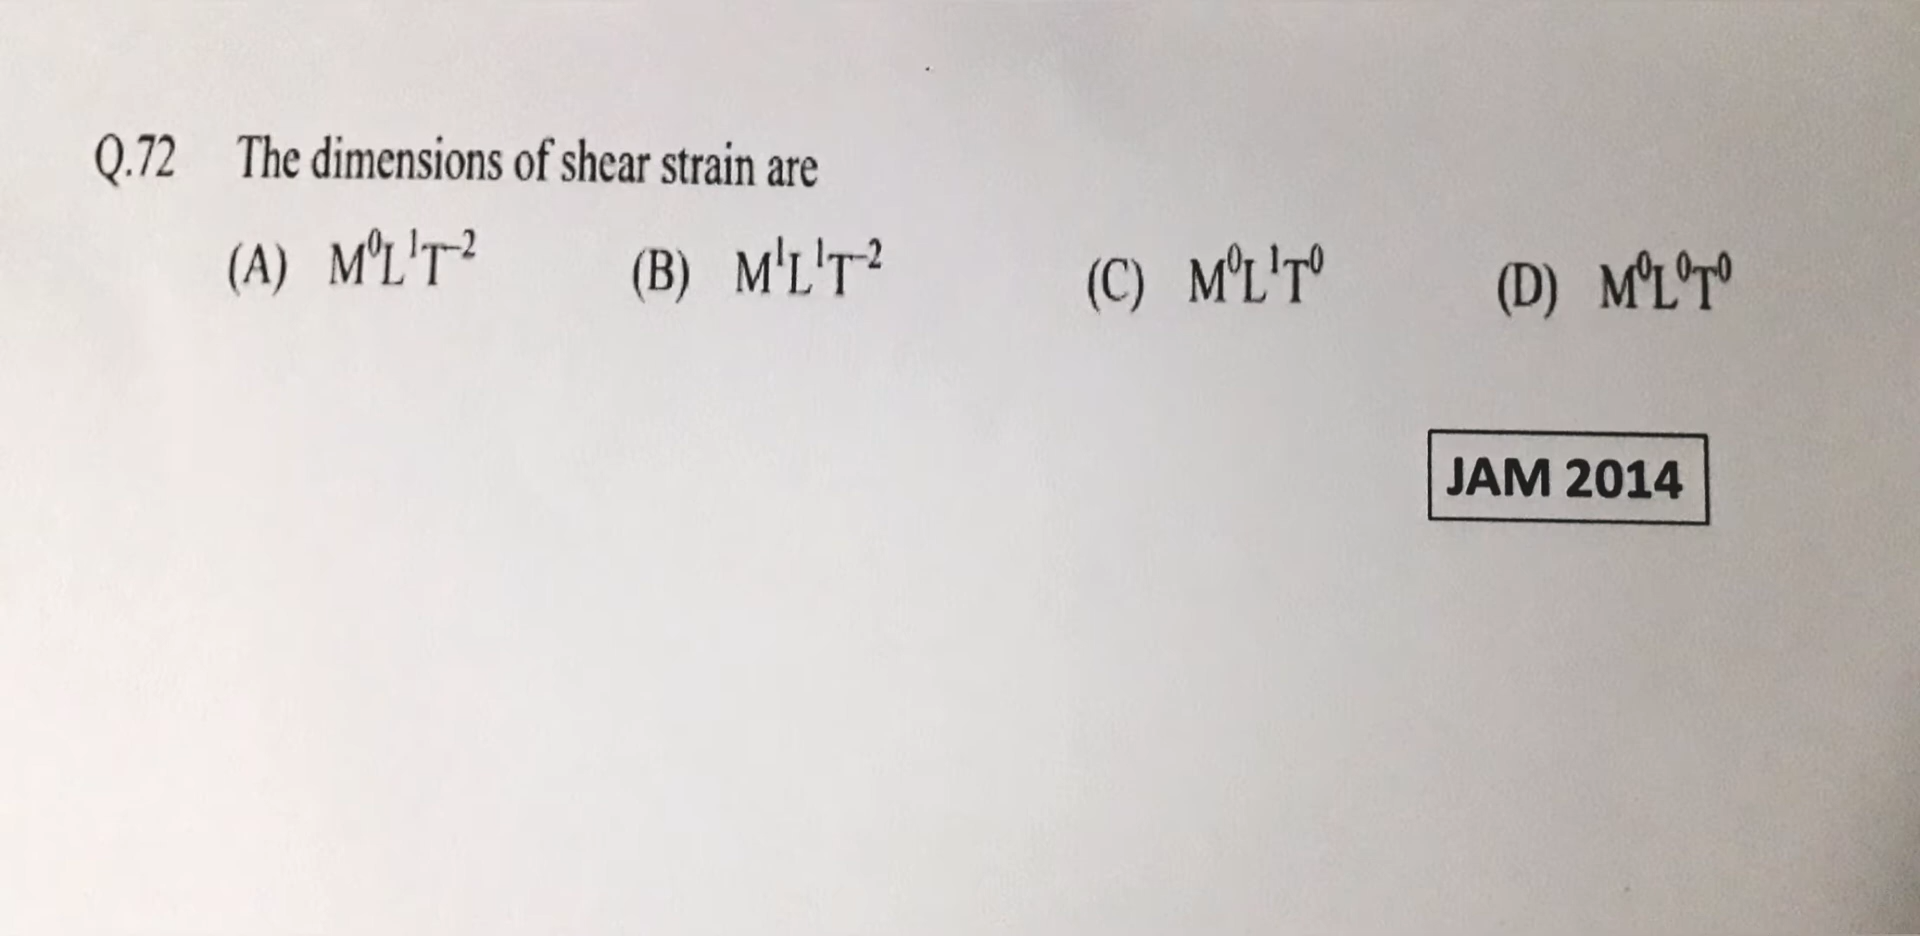 Q.72 The dimensions of shear strain are
(A) M⁰L¹T⁻² (B) M¹L¹T⁻² (C) M⁰L¹T⁰ (D) M⁰L⁰T⁰
JAM 2014